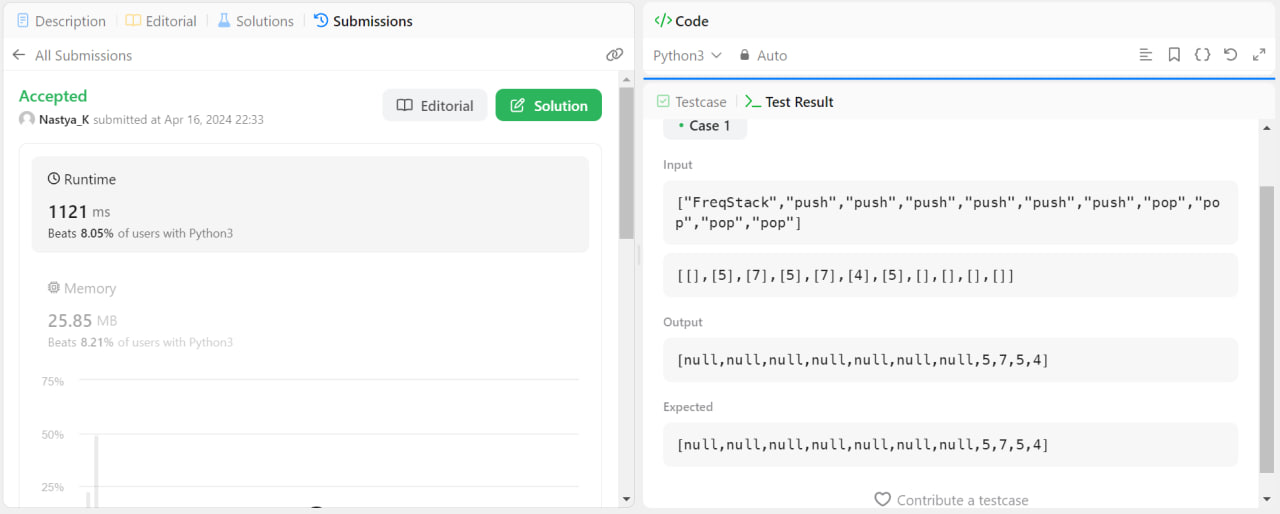 Description
Editorial
Solutions
Submissions
All Submissions
Accepted
Nastya_K submitted at Apr 16, 2024 22:33
Editorial
Solution
Runtime
1121 ms
Beats 8.05% of users with Python3
Memory
25.85 MB
Beats 8.21% of users with Python3
75%
50%
25%
Code
Python3
Auto
Testcase
Test Result
Case 1
Input
["FreqStack","push","push","push","push","push","push","pop","po
p","pop","pop"]
[[],[5],[7],[5],[7],[4],[5],[],[],[],[]]
Output
[null,null,null,null,null,null,null,5,7,5,4]
Expected
[null,null,null,null,null,null,null,5,7,5,4]
Contribute a testcase